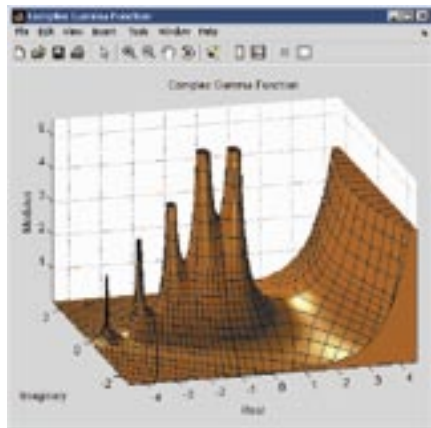 Complex Gamma Function
File Edit View Insert Tools Window Help
Complex Gamma Function
5
4
3
2
1
Modulus
2
0
-2
Imaginary
-4 -3 -2 -1 0 1 2 3 4
Real